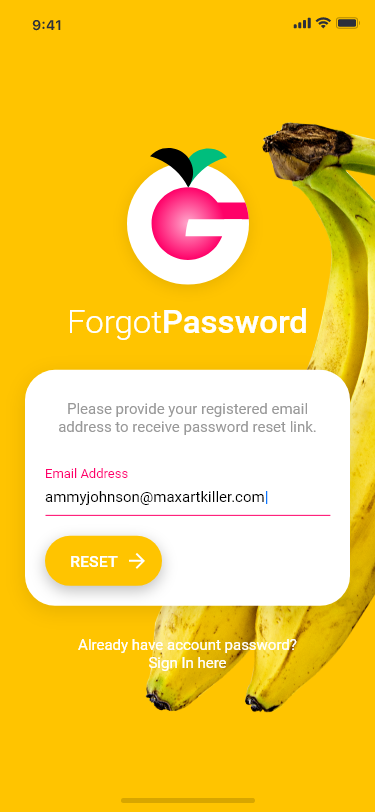 9:41
ForgotPassword
Please provide your registered email
address to receive password reset link.
Email Address
ammyjohnson@maxartkiller.com
RESET
Already have account password?
Sign In here